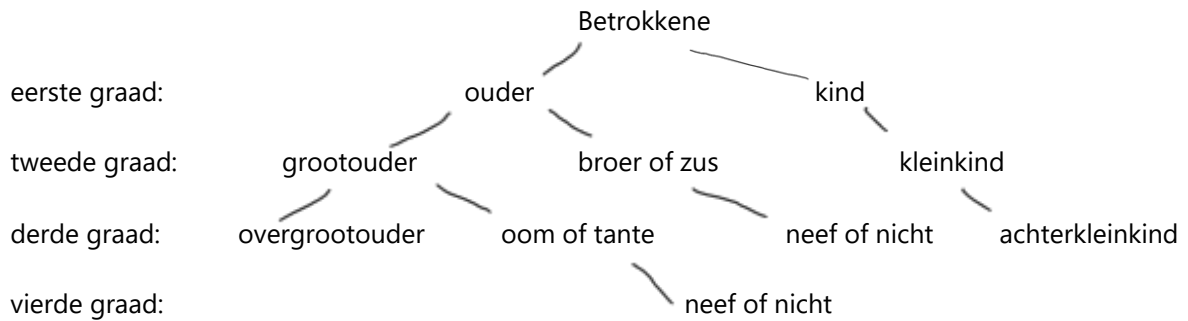 Betrokkene
eerste graad: ouder kind
tweede graad: grootouder broer of zus kleinkind
derde graad: overgrootouder oom of tante neef of nicht achterkleinkind
vierde graad: neef of nicht